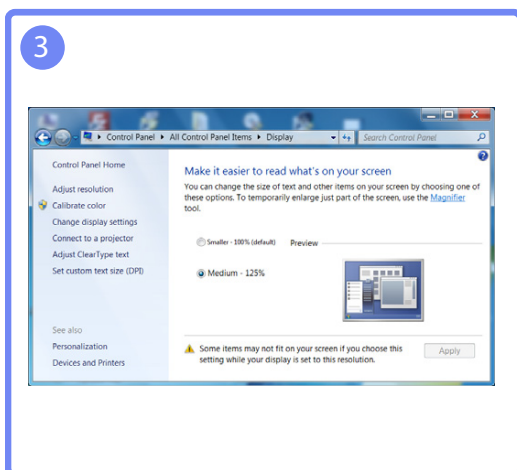 3
Control Panel ▸ All Control Panel Items ▸ Display
Search Control Panel
Control Panel Home
Adjust resolution
Calibrate color
Change display settings
Connect to a projector
Adjust ClearType text
Set custom text size (DPI)
See also
Personalization
Devices and Printers
Make it easier to read what's on your screen
You can change the size of text and other items on your screen by choosing one of
these options. To temporarily enlarge just part of the screen, use the Magnifier
tool.
Smaller - 100% (default)
Preview
Medium - 125%
Some items may not fit on your screen if you choose this
setting while your display is set to this resolution.
Apply